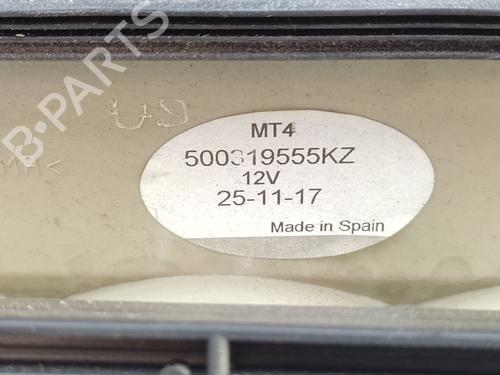 B-PARTS
MT4
500319555KZ
12V
25-11-17
Made in Spain